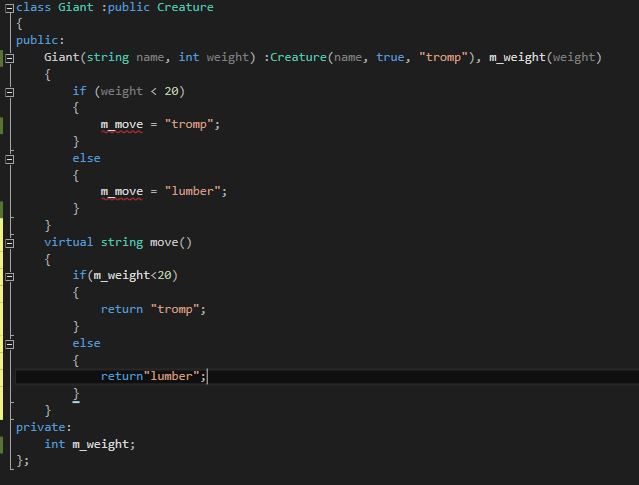 class Giant :public Creature
{
public:
    Giant(string name, int weight) :Creature(name, true, "tromp"), m_weight(weight)
    {
        if (weight < 20)
        {
            m_move = "tromp";
        }
        else
        {
            m_move = "lumber";
        }
    }
    virtual string move()
    {
        if(m_weight<20)
        {
            return "tromp";
        }
        else
        {
            return"lumber";
        }
    }
private:
    int m_weight;
};